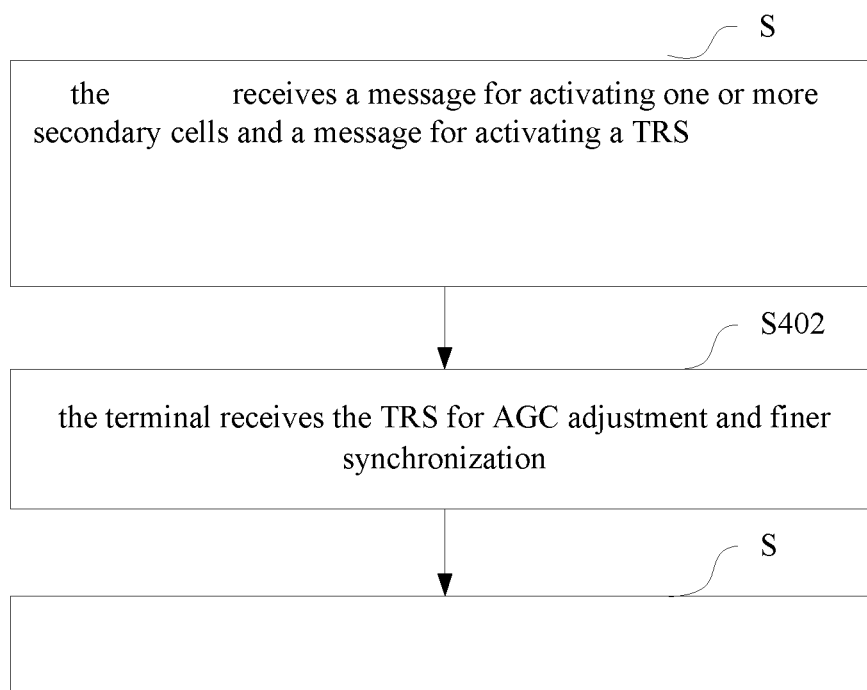 S
the receives a message for activating one or more
secondary cells and a message for activating a TRS
S402
the terminal receives the TRS for AGC adjustment and finer
synchronization
S